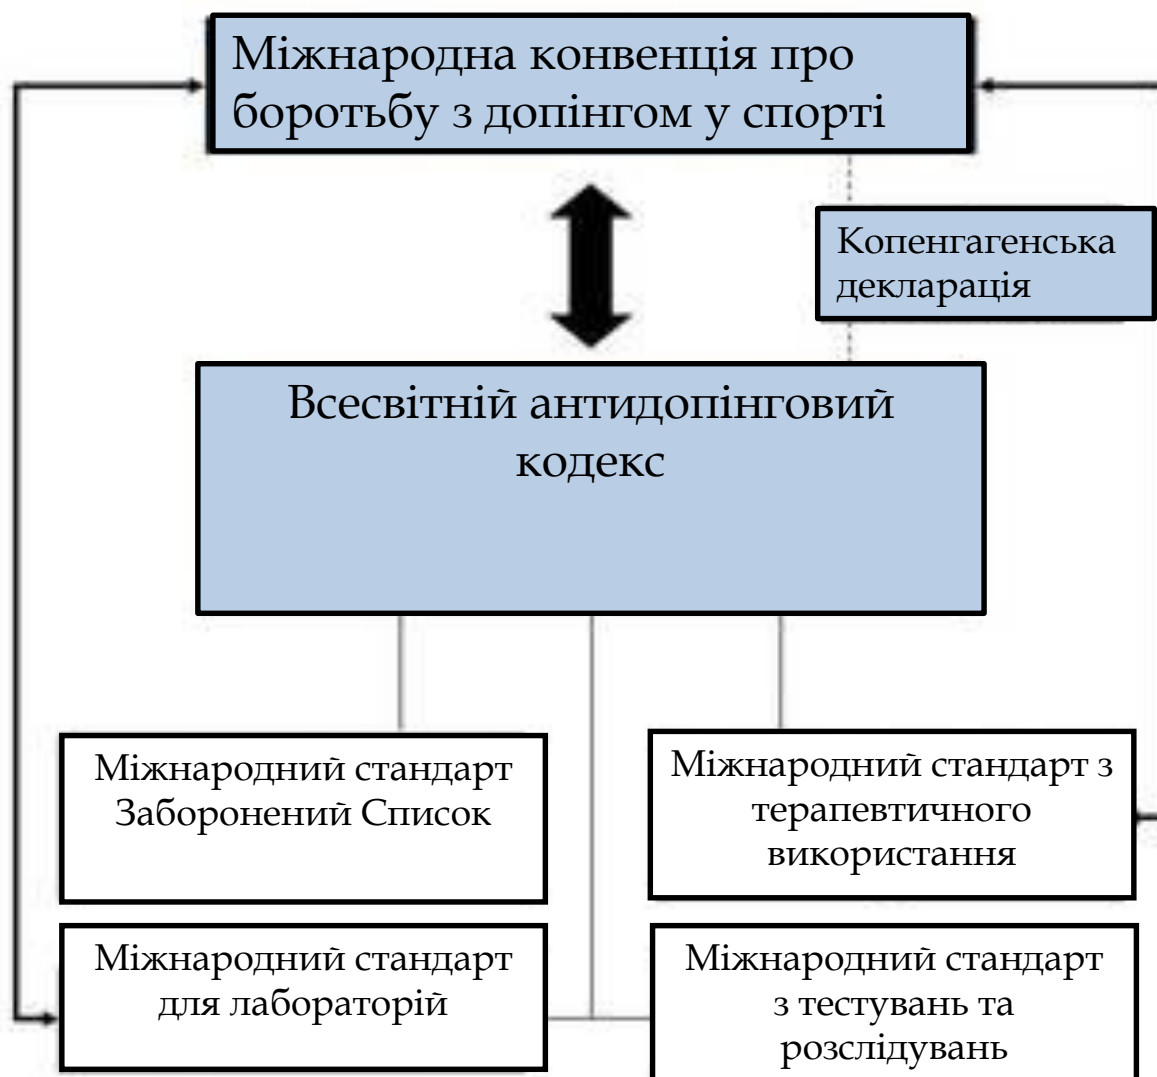 Міжнародна конвенція про
боротьбу з допінгом у спорті
Копенгагенська
декларація
Всесвітній антидопінговий
кодекс
Міжнародний стандарт
Заборонений Список
Міжнародний стандарт з
терапевтичного
використання
Міжнародний стандарт
для лабораторій
Міжнародний стандарт
з тестувань та
розслідувань